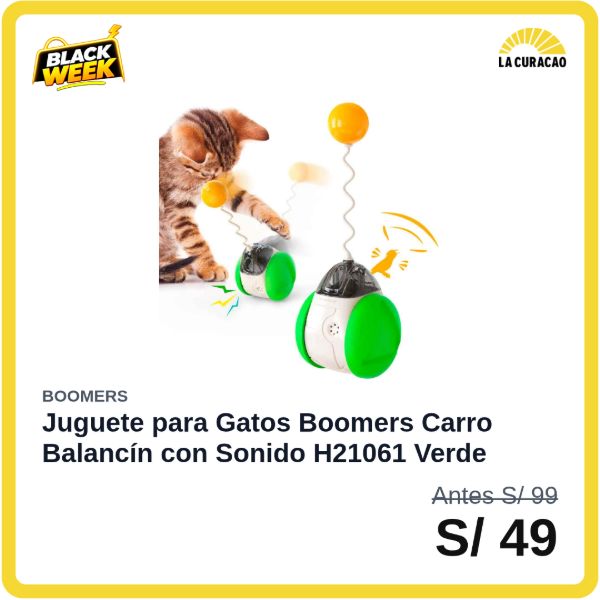 BLACK
WEEK
LA CURACAO
BOOMERS
Juguete para Gatos Boomers Carro
Balancín con Sonido H21061 Verde
Antes S/ 99
S/ 49